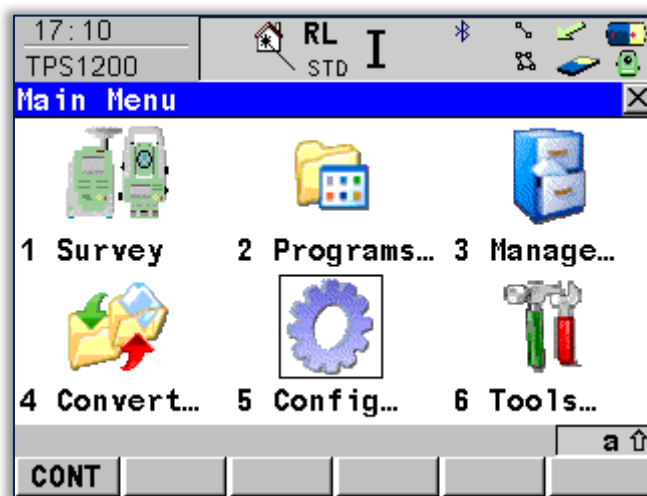 17:10
RL
TPS1200
STD
I
Main Menu
1 Survey
2 Programs…
3 Manage…
4 Convert…
5 Config…
6 Tools…
a
CONT